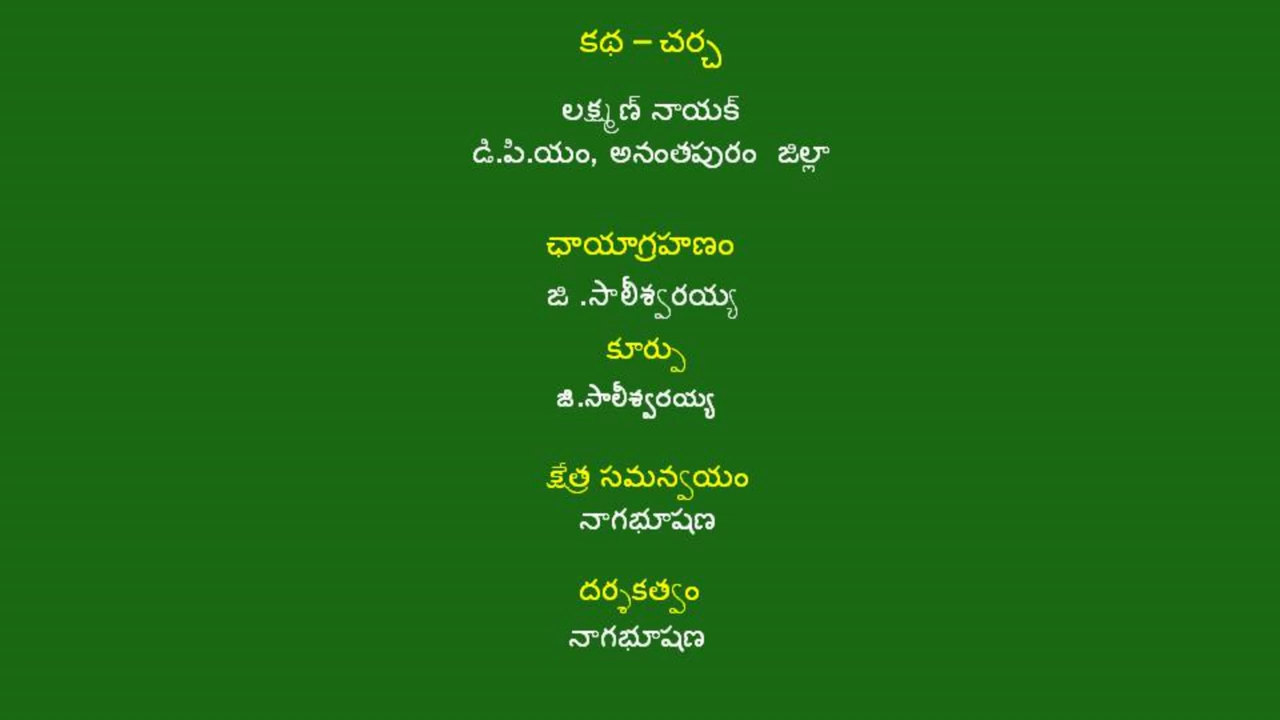 కథ – చర్చ
లక్ష్మణ్ నాయక్
డి.పి.యం, అనంతపురం జిల్లా
ఛాయాగ్రహణం
జి .సాలీశ్వరయ్య
కూర్పు
జి.సాలీశ్వరయ్య
క్షేత్ర సమన్వయం
నాగభూషణ
దర్శకత్వం
నాగభూషణ